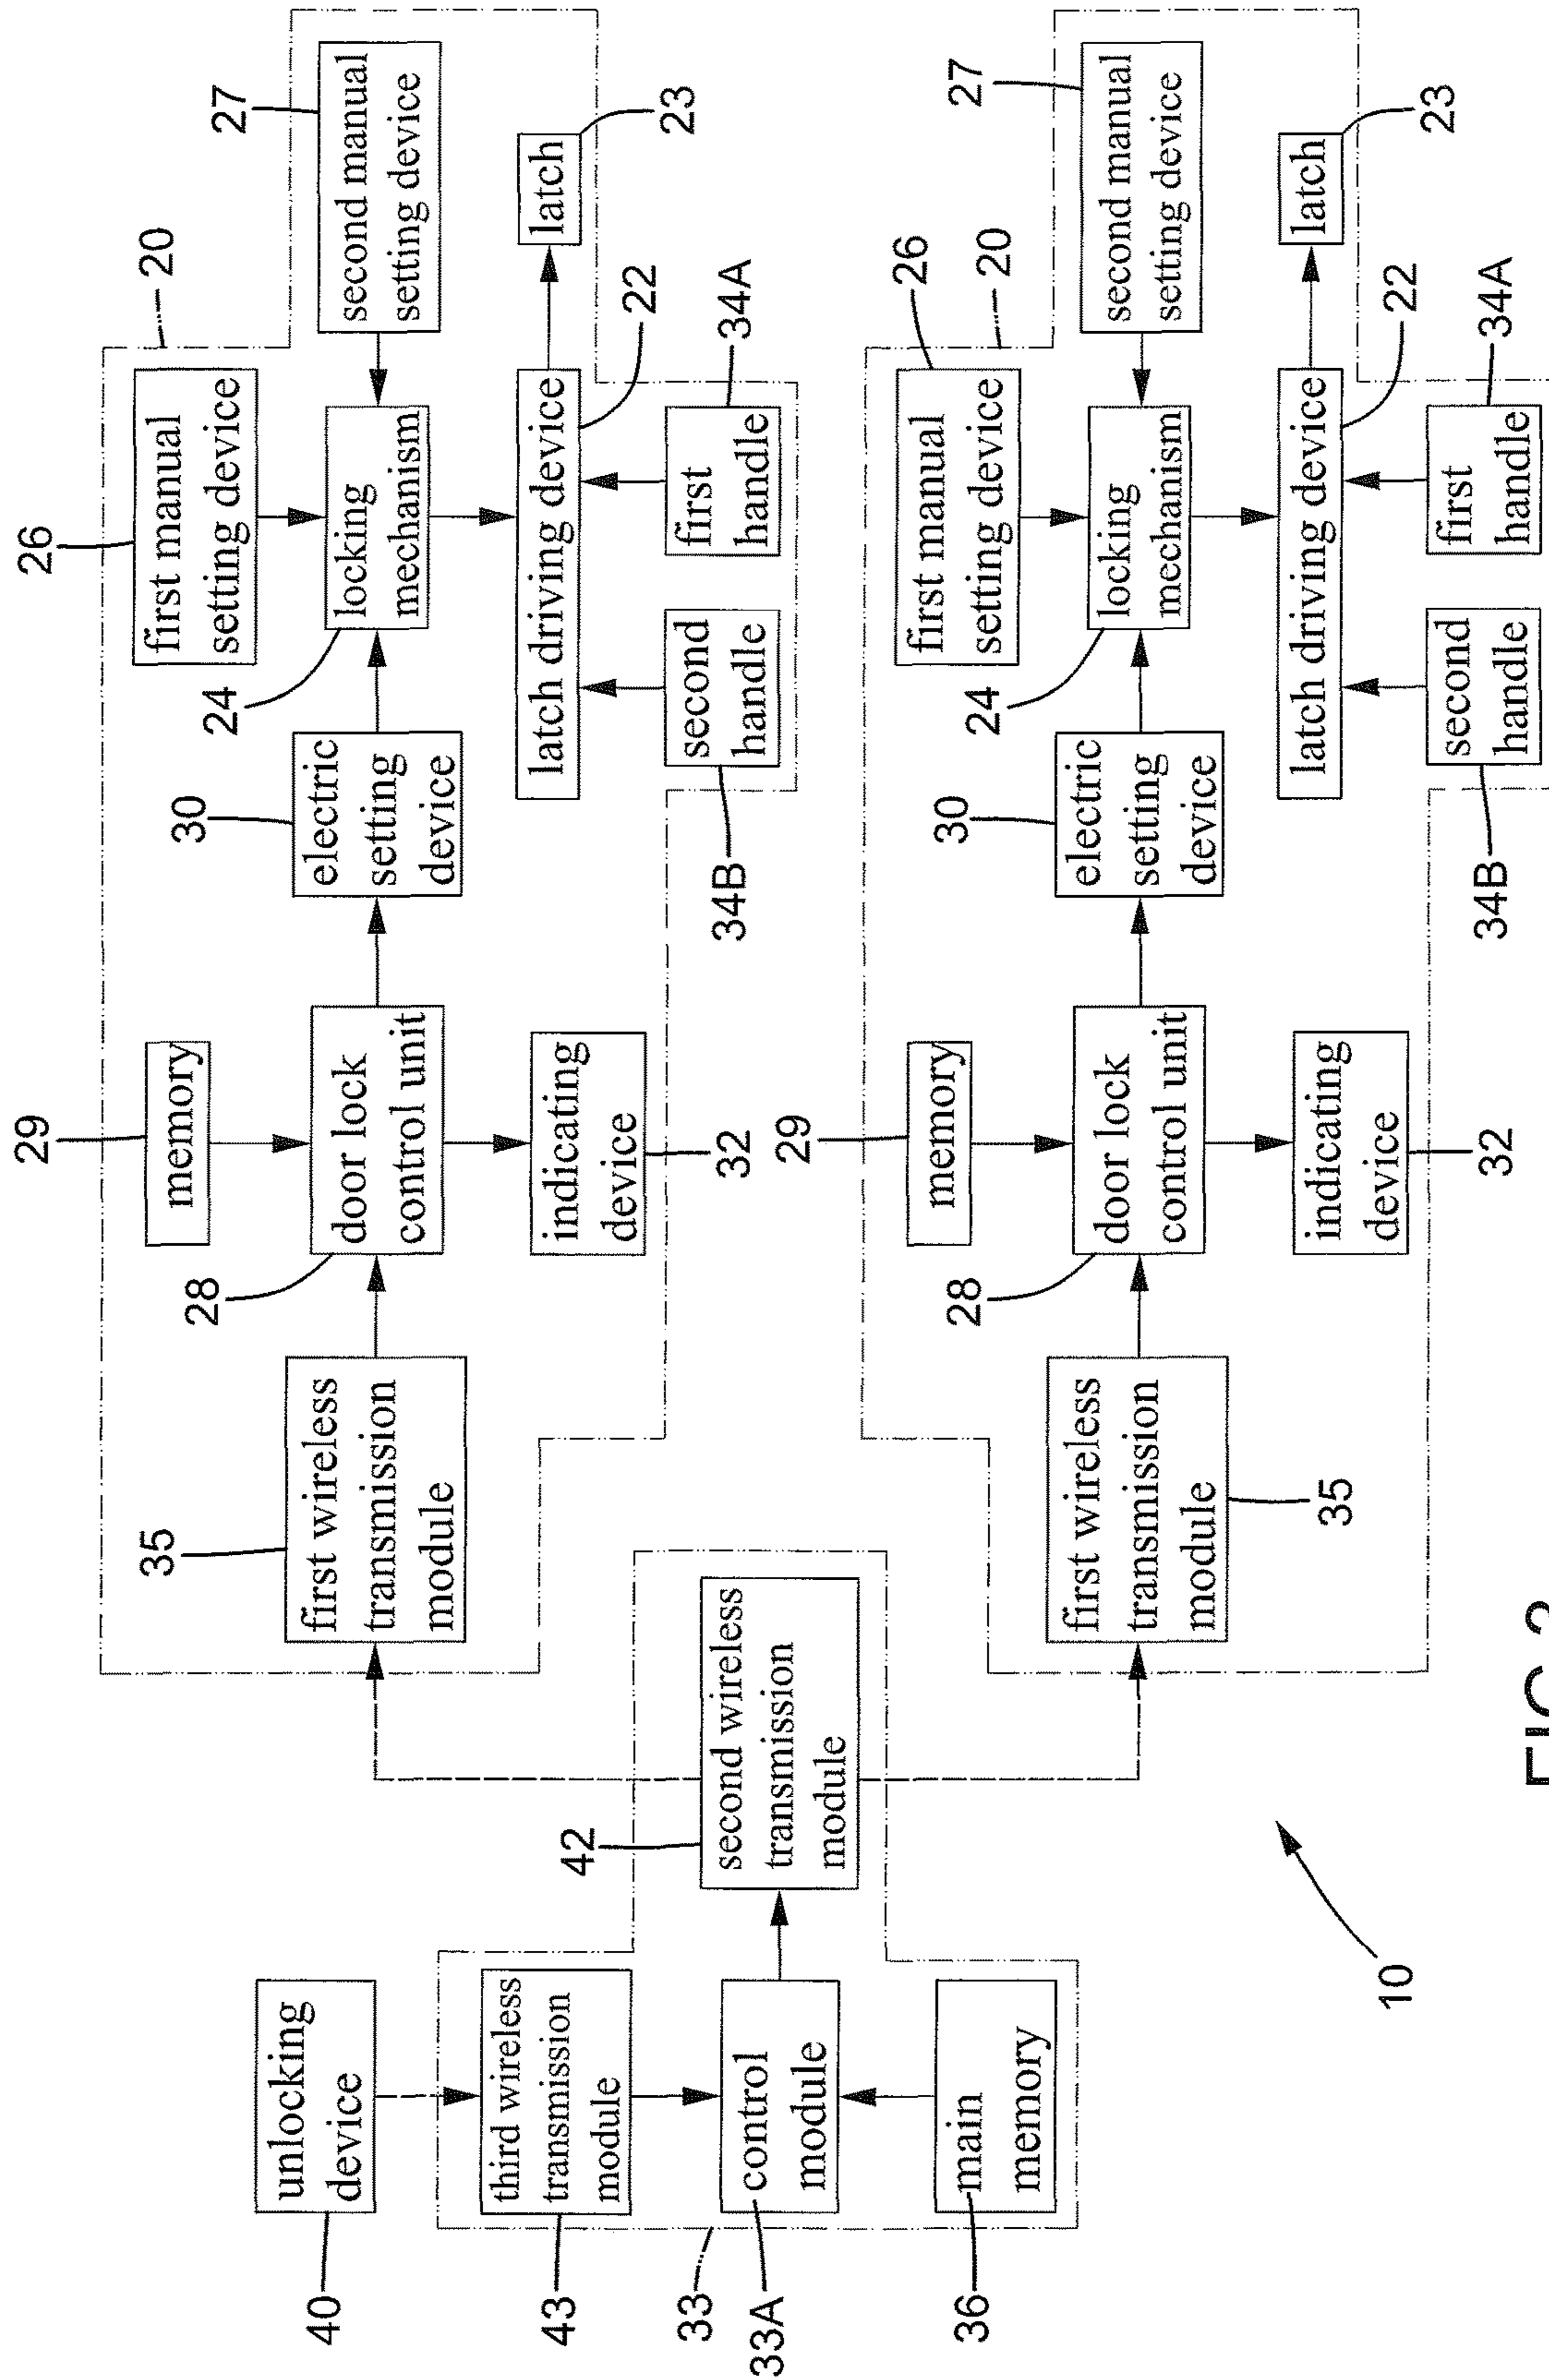 40
unlocking
device
43
third wireless
transmission
module
33
33A
control
module
36
main
memory
42
second wireless
transmission
module
10
20
35
first wireless
transmission
module
29
memory
28
door lock
control unit
32
indicating
device
30
electric
setting
device
26
first manual
setting device
24
locking
mechanism
27
second manual
setting device
latch driving device
22
latch
23
34B
second
handle
34A
first
handle
20
35
first wireless
transmission
module
29
memory
28
door lock
control unit
32
indicating
device
30
electric
setting
device
26
first manual
setting device
24
locking
mechanism
27
second manual
setting device
latch driving device
22
latch
23
34B
second
handle
34A
first
handle